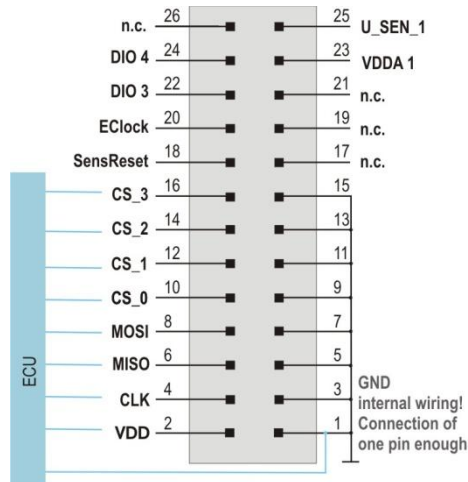 n.c. 26 25 U_SEN_1
DIO 4 24 23 VDDA 1
DIO 3 22 21 n.c.
EClock 20 19 n.c.
SensReset 18 17 n.c.
CS_3 16 15
CS_2 14 13
CS_1 12 11
CS_0 10 9
MOSI 8 7
MISO 6 5
CLK 4 3
VDD 2 1
GND
internal wiring!
Connection of
one pin enough
ECU